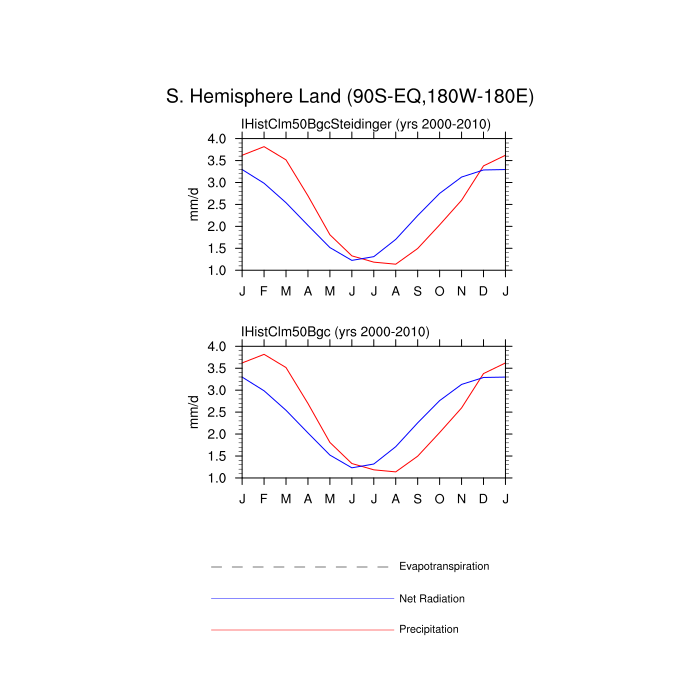 S. Hemisphere Land (90S-EQ,180W-180E)
IHistClm50BgcSteidinger (yrs 2000-2010)
4.0
3.5
3.0
2.5
2.0
1.5
1.0
mm/d
J F M A M J J A S O N D J
IHistClm50Bgc (yrs 2000-2010)
4.0
3.5
3.0
2.5
2.0
1.5
1.0
mm/d
J F M A M J J A S O N D J
Evapotranspiration
Net Radiation
Precipitation